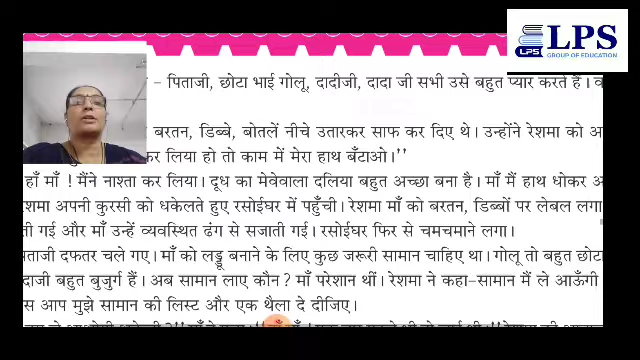 LPS
GROUP OF EDUCATION
– पिताजी, छोटा भाई गोलू, दादीजी, दादा जी सभी उसे बहुत प्यार करते हैं।
बरतन, डिब्बे, बोतलें नीचे उतारकर साफ कर दिए थे। उन्होंने रेशमा को
कर लिया हो तो काम में मेरा हाथ बँटाओ।''
हाँ माँ ! मैंने नाश्ता कर लिया। दूध का मेवेवाला दलिया बहुत अच्छा बना है। माँ मैं हाथ धोकर
शमा अपनी कुरसी को धकेलते हुए रसोईघर में पहुँची। रेशमा माँ को बरतन, डिब्बों पर लेबल लगा
ती गई और माँ उन्हें व्यवस्थित ढंग से सजाती गई। रसोईघर फिर से चमचमाने लगा।
दफतर चले गए। माँ को लड्डू बनाने के लिए कुछ जरूरी सामान चाहिए था। गोलू तो बहुत छोटा
दाजी बहुत बुजुर्ग हैं। अब सामान लाए कौन? माँ परेशान थीं। रेशमा ने कहा–सामान मैं ले आऊँगी
स आप मुझे सामान की लिस्ट और एक थैला दे दीजिए।